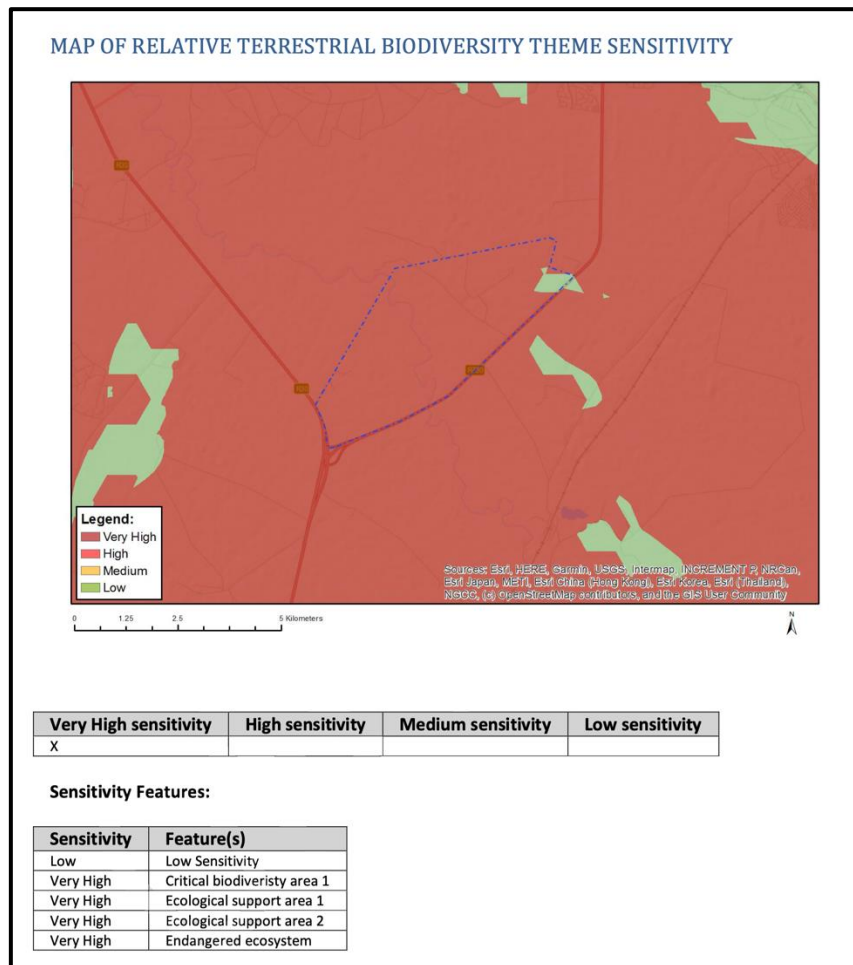 MAP OF RELATIVE TERRESTRIAL BIODIVERSITY THEME SENSITIVITY
Legend:
Very High
High
Medium
Low
Sources: Esri, HERE, Garmin, USGS, Intermap, INCREMENT P, NRCan,
Esri Japan, METI, Esri China (Hong Kong), Esri Korea, Esri (Thailand),
NGCC, (c) OpenStreetMap contributors, and the GIS User Community
0 1.25 2.5 5 Kilometers
N
Very High sensitivity High sensitivity Medium sensitivity Low sensitivity
X
Sensitivity Features:
Sensitivity Feature(s)
Low Low Sensitivity
Very High Critical biodiveristy area 1
Very High Ecological support area 1
Very High Ecological support area 2
Very High Endangered ecosystem